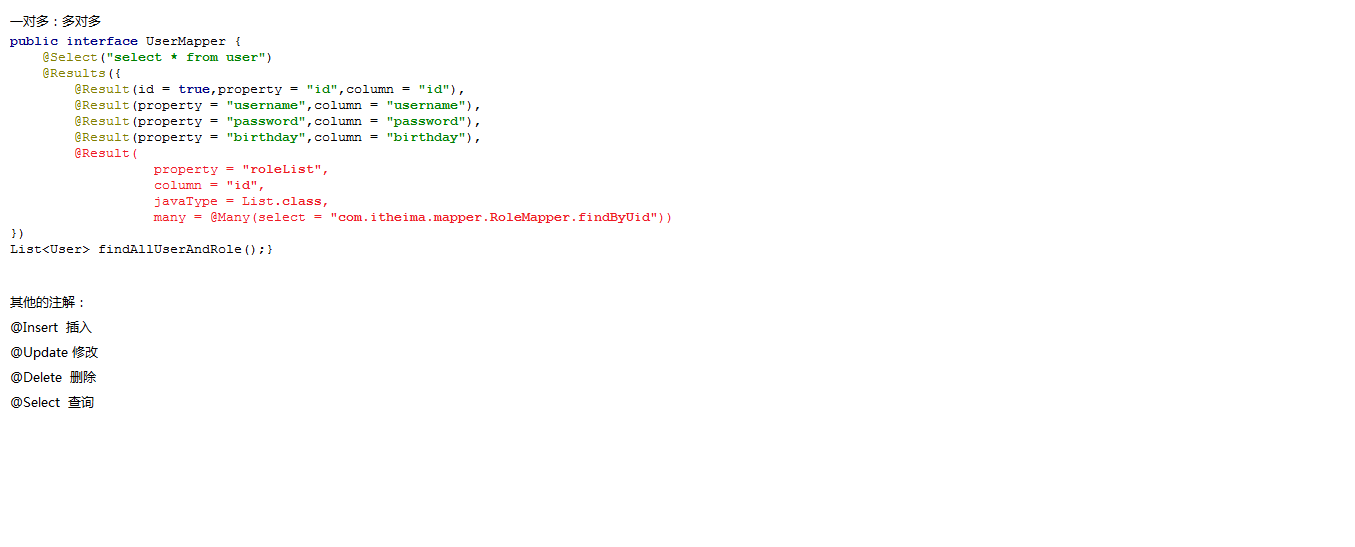 一对多：多对多
public interface UserMapper {
    @Select("select * from user")
    @Results({
        @Result(id = true,property = "id",column = "id"),
        @Result(property = "username",column = "username"),
        @Result(property = "password",column = "password"),
        @Result(property = "birthday",column = "birthday"),
        @Result(
                  property = "roleList",
                  column = "id",
                  javaType = List.class,
                  many = @Many(select = "com.itheima.mapper.RoleMapper.findByUid"))
})
List<User> findAllUserAndRole();}
其他的注解：
@Insert  插入
@Update 修改
@Delete  删除
@Select  查询